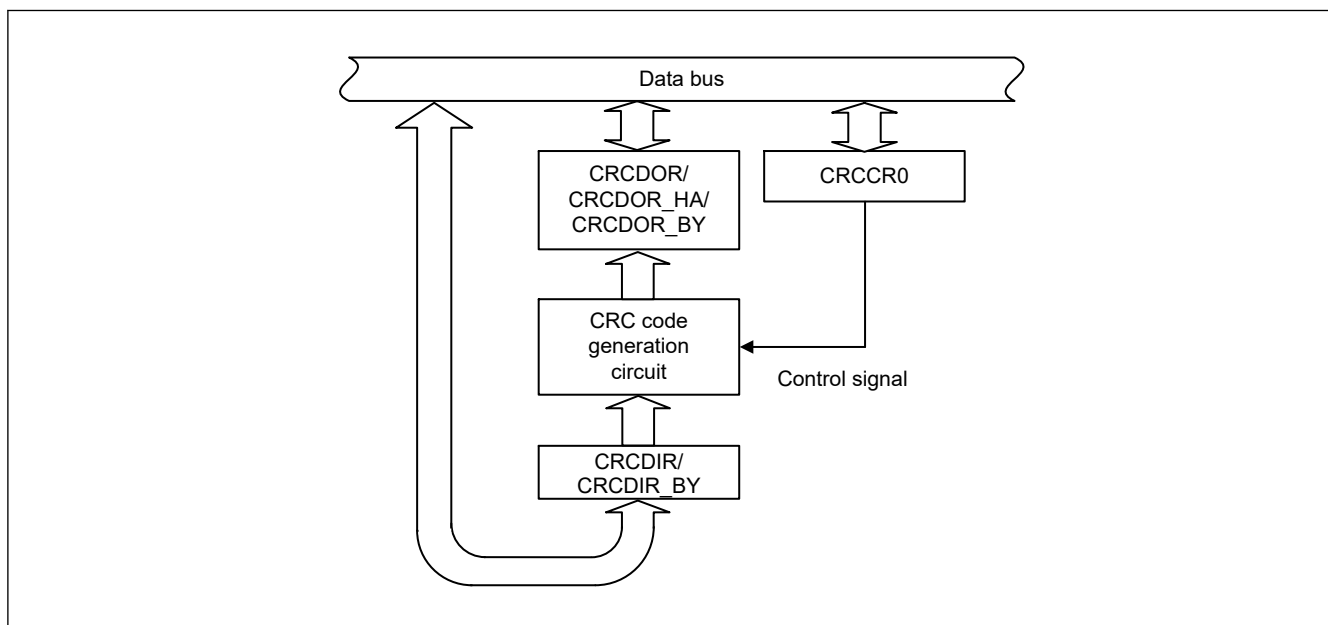 Data bus
CRCDOR/
CRCDOR_HA/
CRCDOR_BY
CRCCR0
CRC code
generation
circuit
Control signal
CRCDIR/
CRCDIR_BY